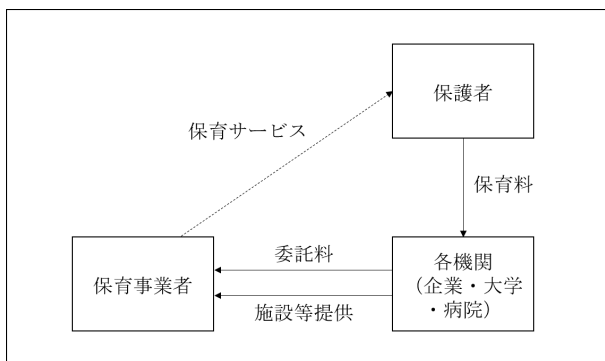 保護者
保育サービス
保育料
保育事業者
委託料
施設等提供
各機関
（企業・大学
・病院）